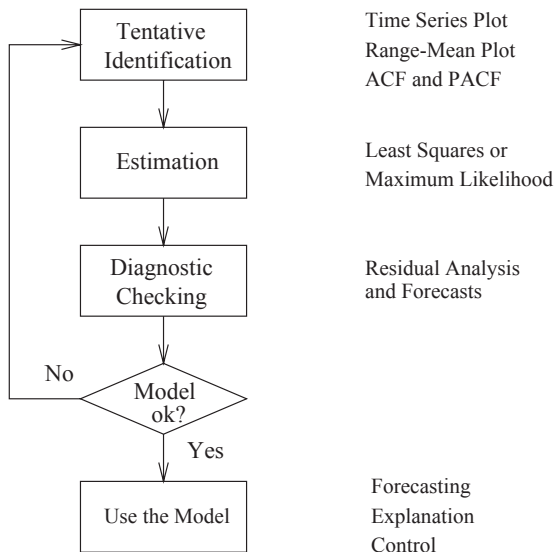 Tentative
Identification
Time Series Plot
Range-Mean Plot
ACF and PACF
Estimation
Least Squares or
Maximum Likelihood
Diagnostic
Checking
Residual Analysis
and Forecasts
No
Model
ok?
Yes
Use the Model
Forecasting
Explanation
Control